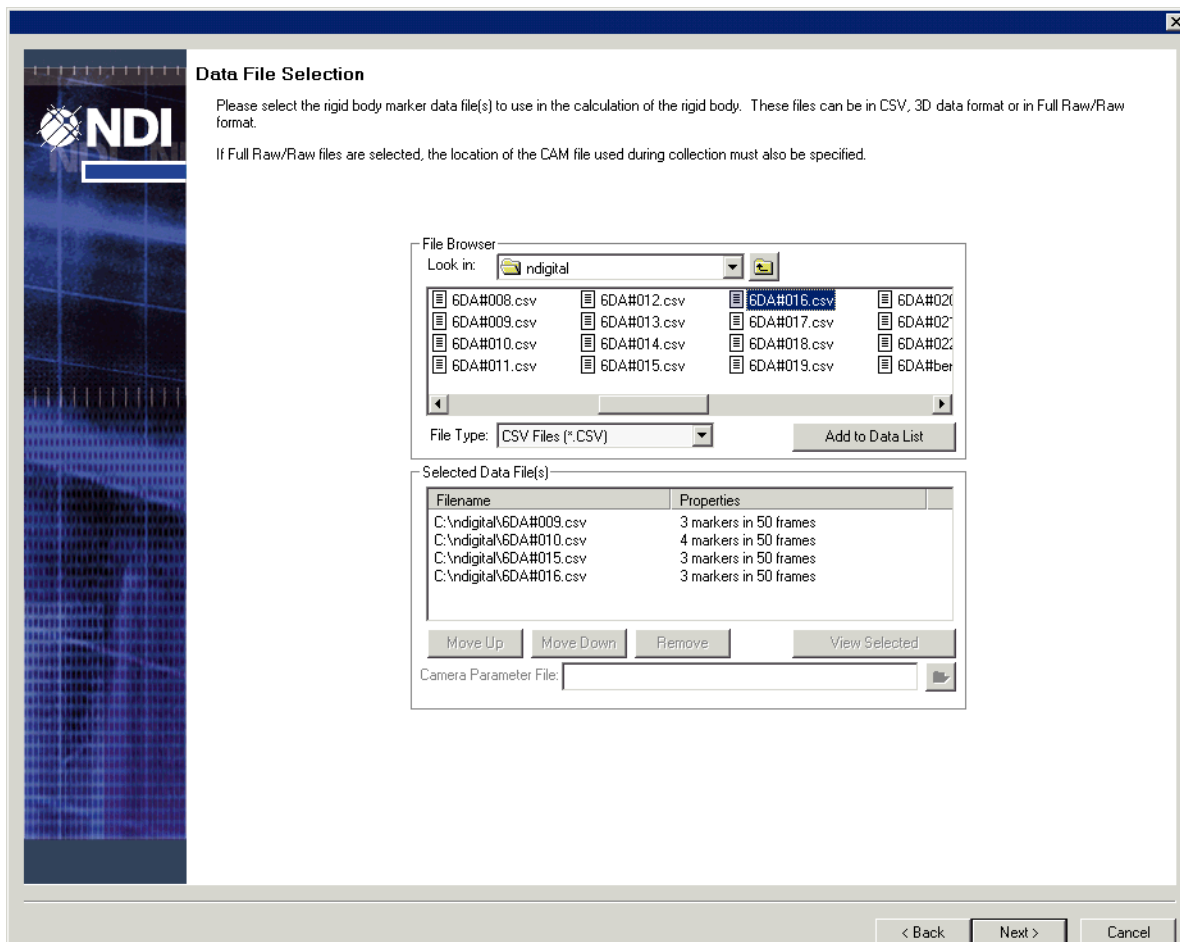 Data File Selection
NDI
Please select the rigid body marker data file(s) to use in the calculation of the rigid body. These files can be in CSV, 3D data format or in Full Raw/Raw
format.
If Full Raw/Raw files are selected, the location of the CAM file used during collection must also be specified.
File Browser
Look in: ndigital
6DA#008.csv 6DA#012.csv 6DA#016.csv 6DA#020
6DA#009.csv 6DA#013.csv 6DA#017.csv 6DA#02
6DA#010.csv 6DA#014.csv 6DA#018.csv 6DA#022
6DA#011.csv 6DA#015.csv 6DA#019.csv 6DA#ber
File Type: CSV Files (*.CSV) Add to Data List
Selected Data File(s)
Filename Properties
C:\ndigital\6DA#009.csv 3 markers in 50 frames
C:\ndigital\6DA#010.csv 4 markers in 50 frames
C:\ndigital\6DA#015.csv 3 markers in 50 frames
C:\ndigital\6DA#016.csv 3 markers in 50 frames
Move Up Move Down Remove View Selected
Camera Parameter File:
< Back Next > Cancel